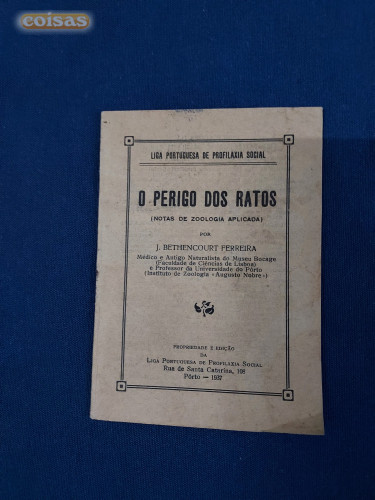 coisas
LIGA PORTUGUESA DE PROFILAXIA SOCIAL
O PERIGO DOS RATOS
(NOTAS DE ZOOLOGIA APLICADA)
POR
J. BETHENCOURT FERREIRA
Médico e Antigo Naturalista do Museu Bocage
(Faculdade de Ciências de Lisboa)
e Professor da Universidade do Pôrto
(Instituto de Zoologia «Augusto Nobre»)
PROPRIEDADE E EDIÇÃO
DA
LIGA PORTUGUESA DE PROFILAXIA SOCIAL
Rua de Santa Catarina, 108
Pôrto — 1937